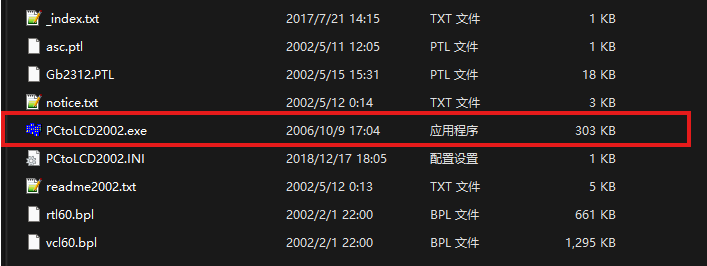 _index.txt 2017/7/21 14:15 TXT 文件 1 KB
asc.ptl 2002/5/11 12:05 PTL 文件 1 KB
Gb2312.PTL 2002/5/15 15:31 PTL 文件 18 KB
notice.txt 2002/5/12 0:14 TXT 文件 3 KB
PCtoLCD2002.exe 2006/10/9 17:04 应用程序 303 KB
PCtoLCD2002.INI 2018/12/17 18:05 配置设置 1 KB
readme2002.txt 2002/5/12 0:13 TXT 文件 5 KB
rtl60.bpl 2002/2/1 22:00 BPL 文件 661 KB
vcl60.bpl 2002/2/1 22:00 BPL 文件 1,295 KB